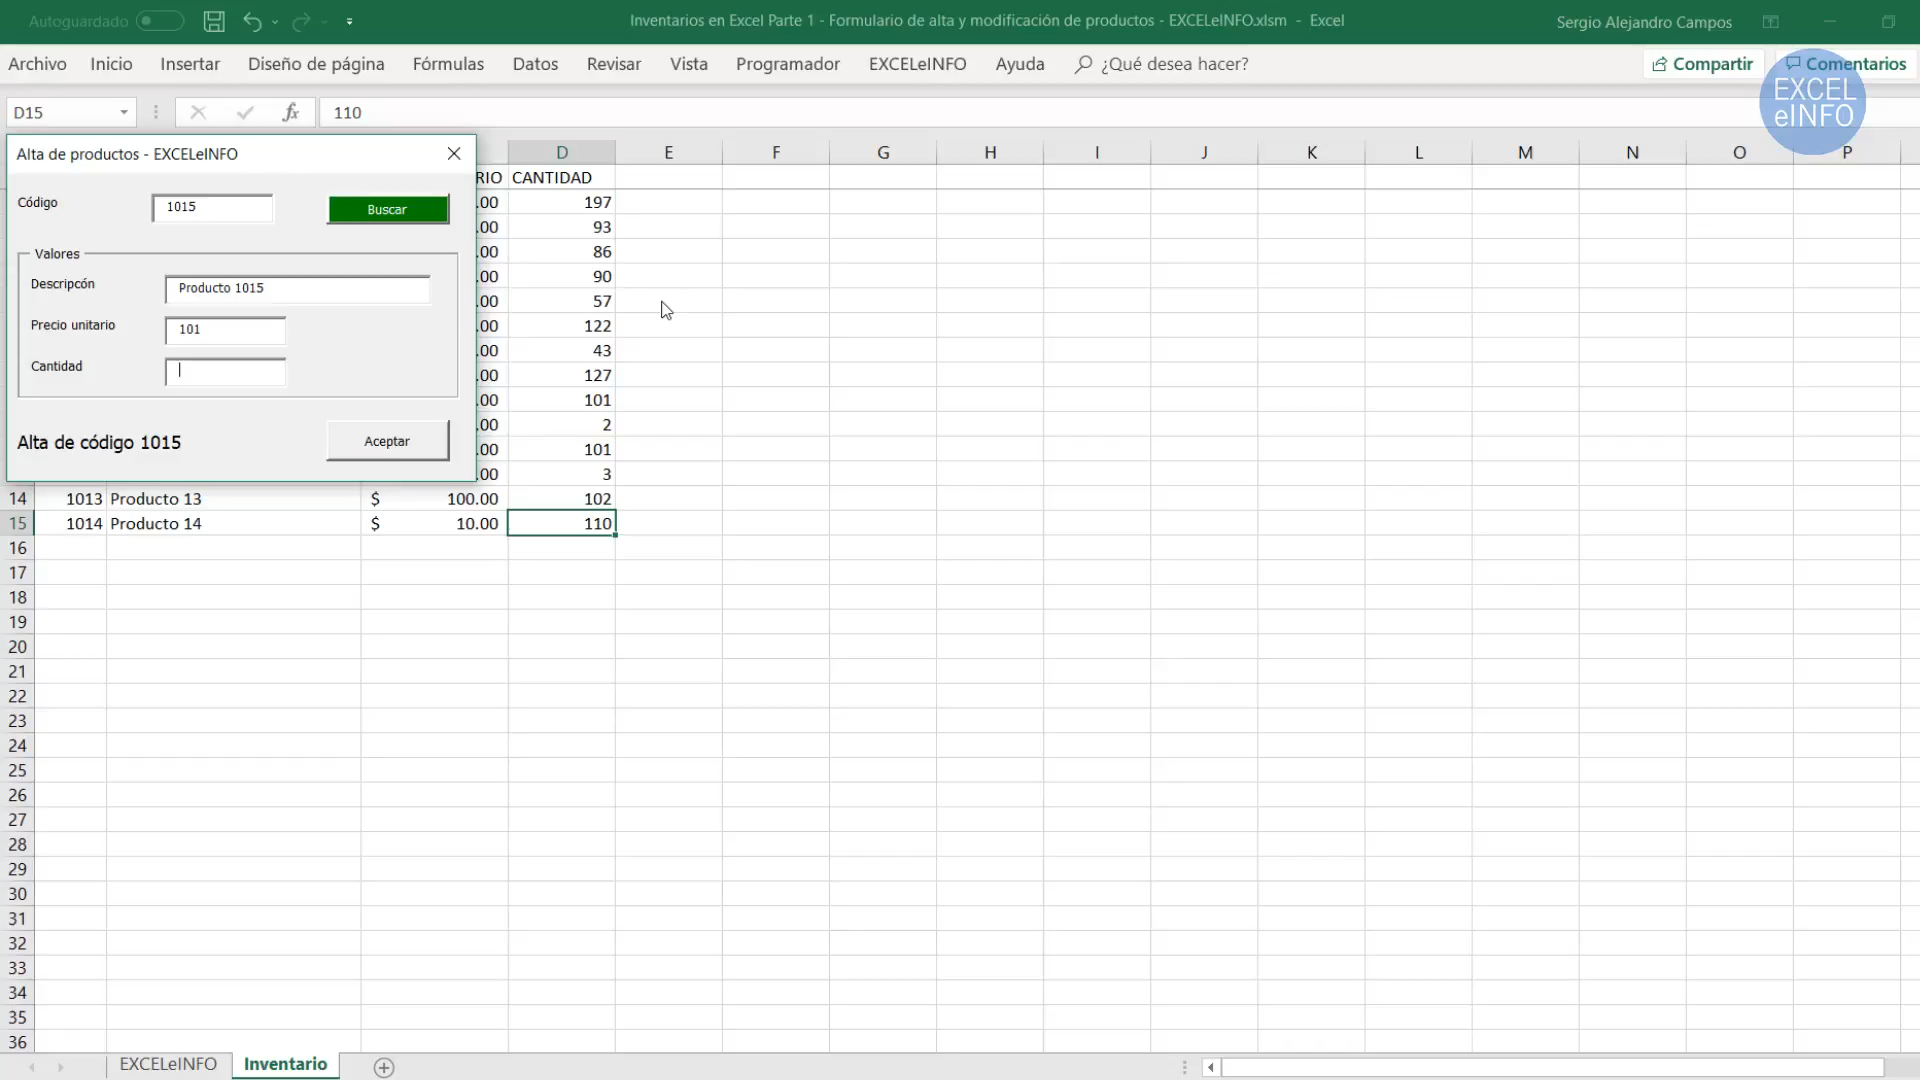 Autoguardado
Inventarios en Excel Parte 1 - Formulario de alta y modificación de productos - EXCELeINFO.xlsm - Excel
Sergio Alejandro Campos
Archivo Inicio Insertar Diseño de página Fórmulas Datos Revisar Vista Programador EXCELeINFO Ayuda ¿Qué desea hacer? Compartir Comentarios
EXCEL
eINFO
D15 fx 110
Alta de productos - EXCELeINFO
D E F G H I J K L M N O P
RIO CANTIDAD
Código 1015 Buscar
.00 197
.00 93
Valores
.00 86
Descripcón Producto 1015
.00 90
.00 57
Precio unitario 101
.00 122
.00 43
Cantidad
.00 127
.00 101
.00 2
Alta de código 1015 Aceptar
.00 101
.00 3
14 1013 Producto 13 $ 100.00 102
15 1014 Producto 14 $ 10.00 110
16
17
18
19
20
21
22
23
24
25
26
27
28
29
30
31
32
33
34
35
36
EXCELeINFO Inventario